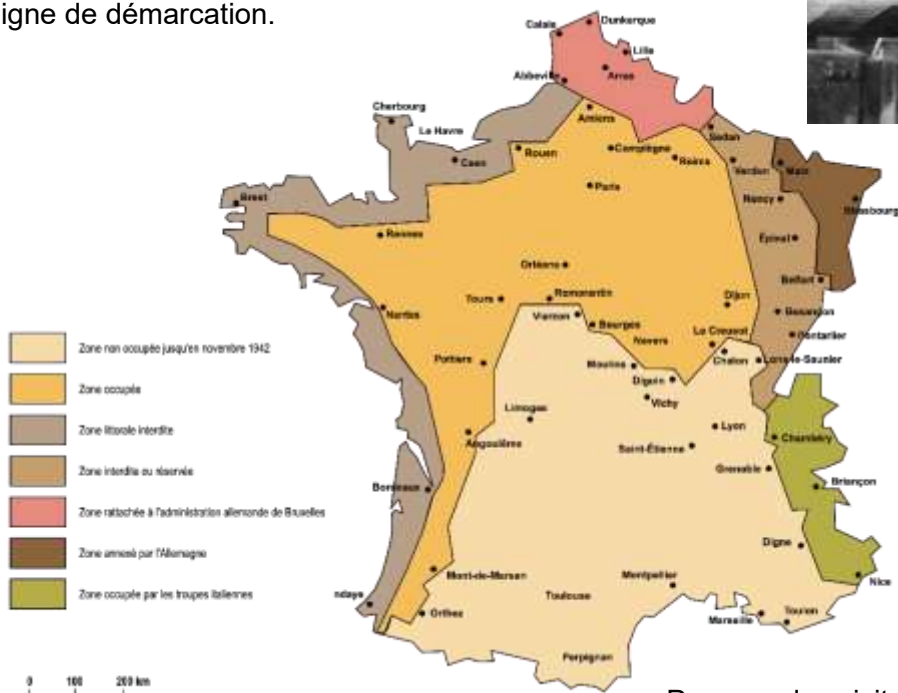 igne de démarcation.
Calais
Dunkerque
Lille
Abbeville
Arras
Cherbourg
Amiens
Le Havre
Sedan
Rouen
Compiègne
Caen
Reims
Verdun
Metz
Paris
Brest
Nancy
Strasbourg
Rennes
Épinal
Orléans
Belfort
Tours
Romorantin
Dijon
Nantes
Vierzon
Besançon
Bourges
Nevers
Le Creusot
Pontarlier
Zone non occupée jusqu'en novembre 1942
Poitiers
Moulins
Chalon
Lons-le-Saunier
Zone occupée
Digoin
Vichy
Limoges
Zone littorale interdite
Angoulême
Lyon
Saint-Étienne
Chambéry
Zone interdite ou réservée
Grenoble
Bordeaux
Briançon
Zone rattachée à l'administration allemande de Bruxelles
Zone annexé par l'Allemagne
Digne
Mont-de-Marsan
Montpellier
Nice
Zone occupée par les troupes italiennes
ndaye
Toulouse
Orthez
Marseille
Toulon
Perpignan
0 100 200 km